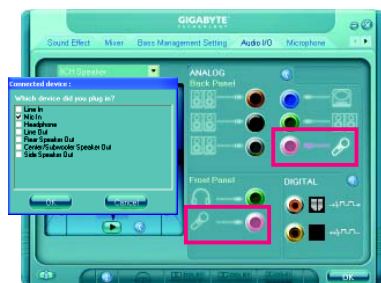 GIGABYTE
TECHNOLOGY
Sound Effect Mixer Bass Management Setting Audio I/O Microphone
6CH Speaker
ANALOG
Back Panel
Connected device :
Which device did you plug in?
Line In
Mic In
Headphone
Line Out
Rear Speaker Out
Center/Subwoofer Speaker Out
Side Speaker Out
OK Cancel
Front Panel
DIGITAL
OK